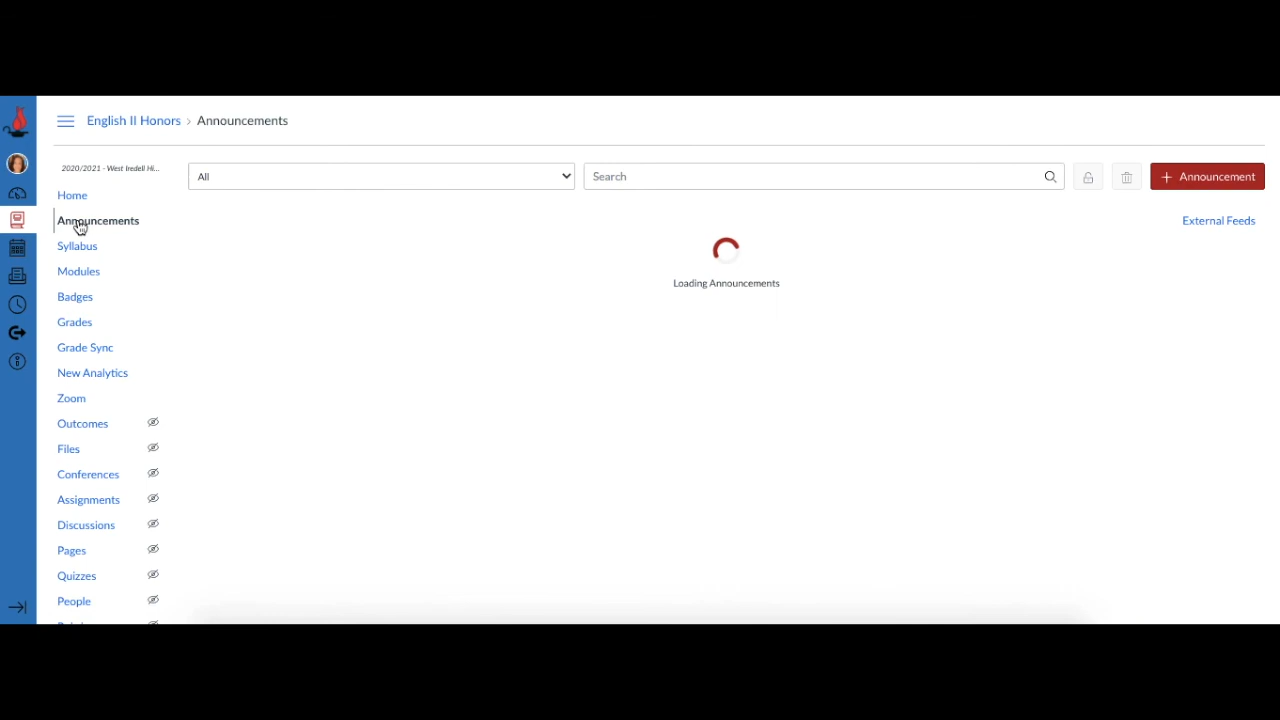 English II Honors › Announcements
2020/2021 - West Iredell Hi...
All
Search
+ Announcement
Home
Announcements
External Feeds
Syllabus
Modules
Loading Announcements
Badges
Grades
Grade Sync
New Analytics
Zoom
Outcomes
Files
Conferences
Assignments
Discussions
Pages
Quizzes
People